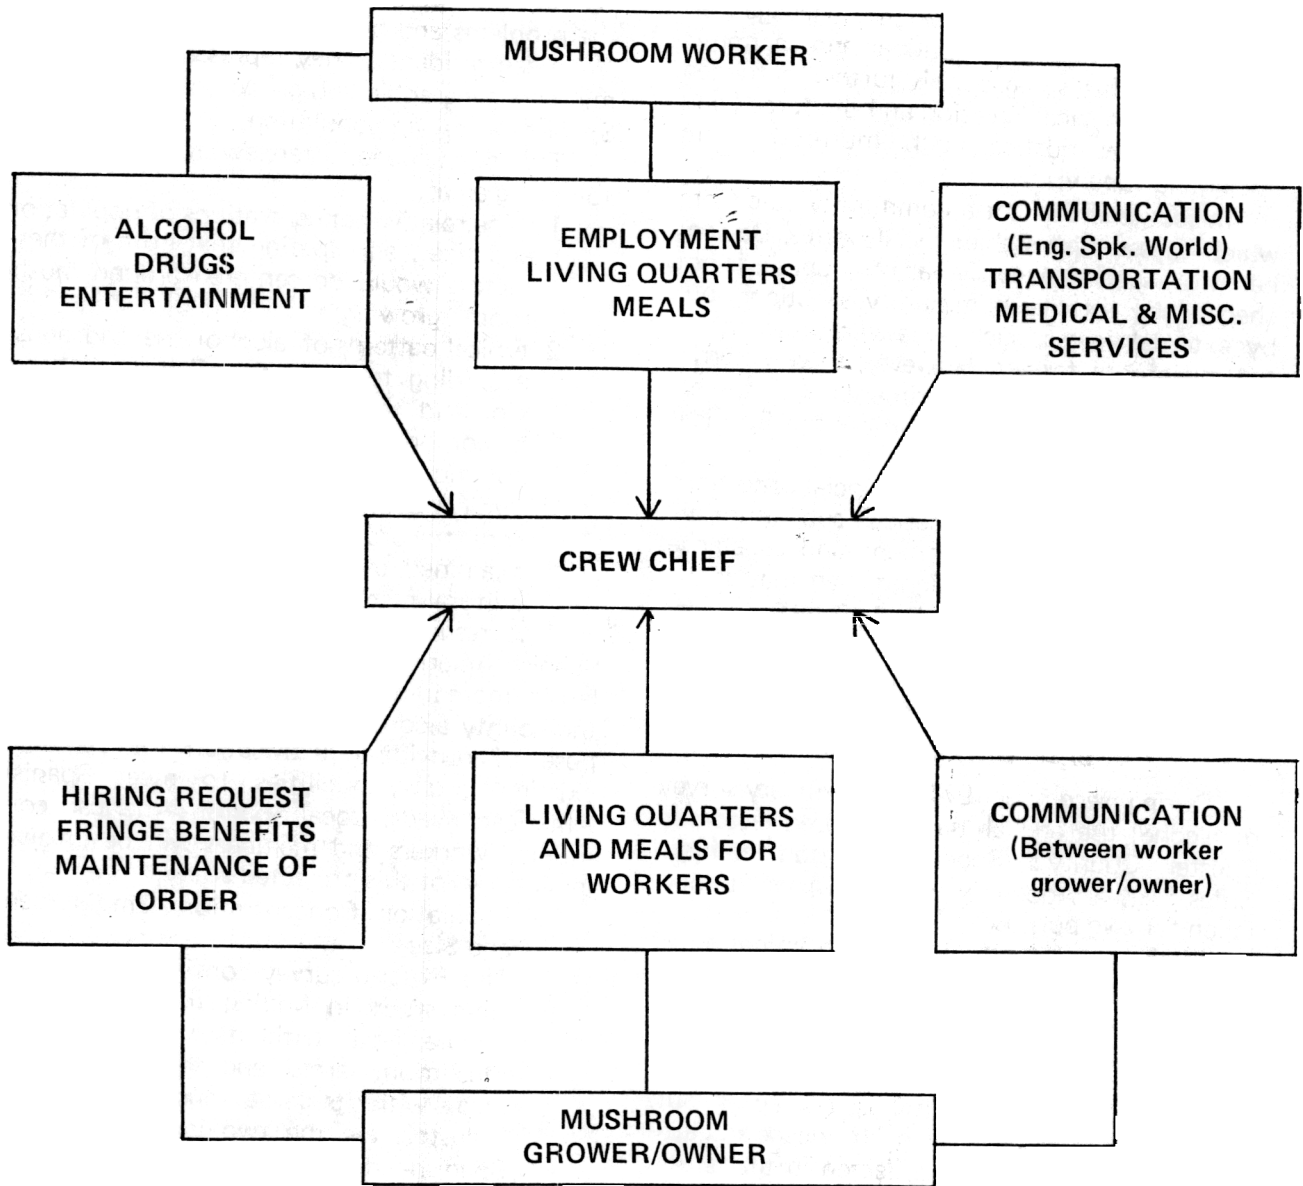 MUSHROOM WORKER
ALCOHOL
DRUGS
ENTERTAINMENT
EMPLOYMENT
LIVING QUARTERS
MEALS
COMMUNICATION
(Eng. Spk. World)
TRANSPORTATION
MEDICAL & MISC.
SERVICES
CREW CHIEF
HIRING REQUEST
FRINGE BENEFITS
MAINTENANCE OF
ORDER
LIVING QUARTERS
AND MEALS FOR
WORKERS
COMMUNICATION
(Between worker
grower/owner)
MUSHROOM
GROWER/OWNER